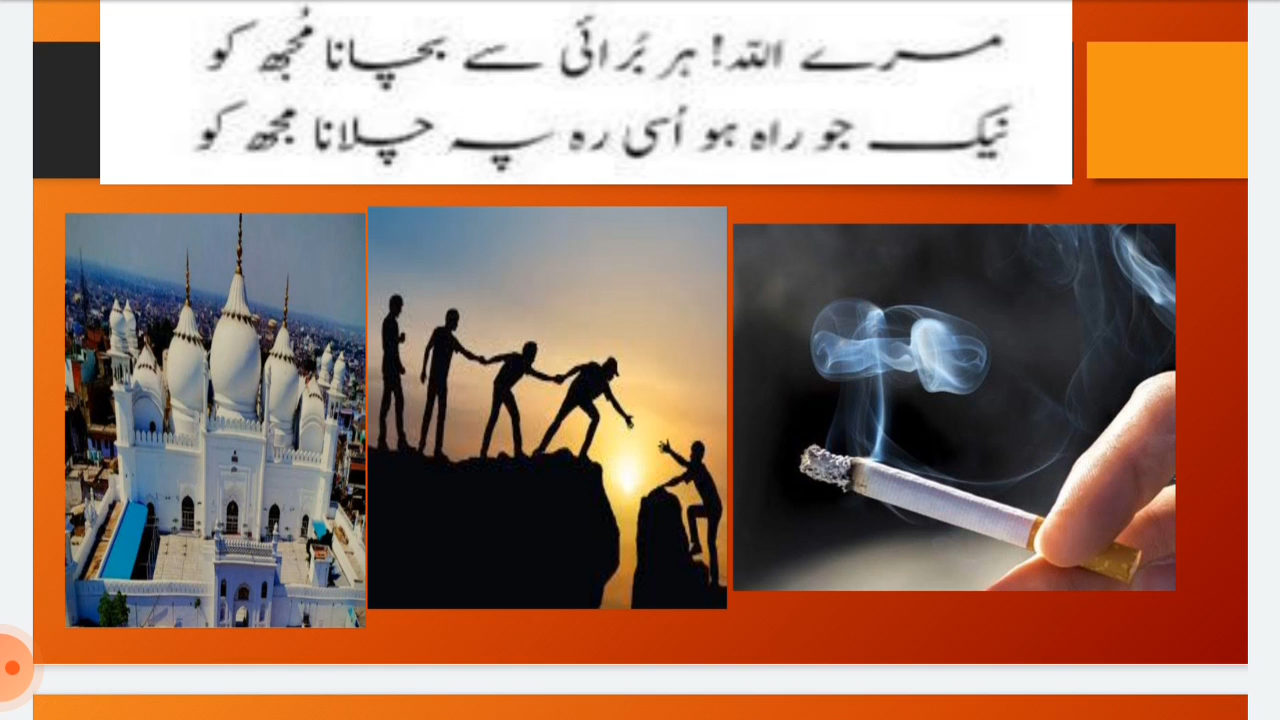 مرے اللہ! ہر بُرائی سے بچانا مُجھ کو
نیک جو راہ ہو اُسی رہ پہ چلانا مجھ کو